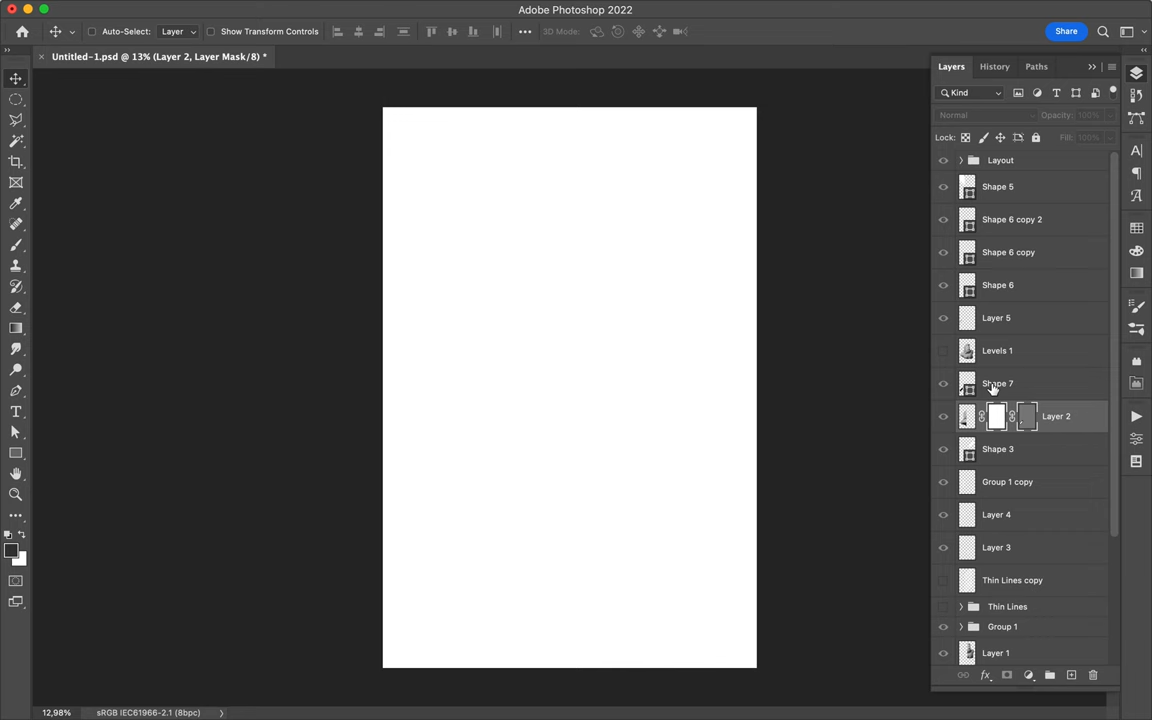 Adobe Photoshop 2022
Auto-Select: Layer Show Transform Controls 3D Mode: Share
Untitled-1.psd @ 13% (Layer 2, Layer Mask/8) *
Layers History Paths
Kind
Normal Opacity: 100%
Lock: Fill: 100%
Layout
Shape 5
Shape 6 copy 2
Shape 6 copy
Shape 6
Layer 5
Levels 1
Shape 7
Layer 2
Shape 3
Group 1 copy
Layer 4
Layer 3
Thin Lines copy
Thin Lines
Group 1
Layer 1
12,98% sRGB IEC61966-2.1 (8bpc)